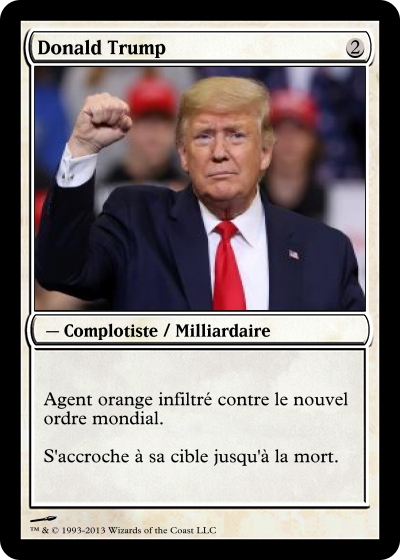 Donald Trump 2
— Complotiste / Milliardaire
Agent orange infiltré contre le nouvel
ordre mondial.
S'accroche à sa cible jusqu'à la mort.
™ & © 1993-2013 Wizards of the Coast LLC